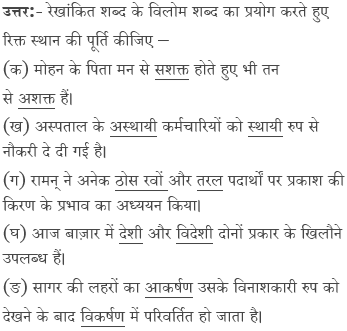 उत्तर:- रेखांकित शब्द के विलोम शब्द का प्रयोग करते हुए
रिक्त स्थान की पूर्ति कीजिए –
(क) मोहन के पिता मन से सशक्त होते हुए भी तन
से अशक्त हैं।
(ख) अस्पताल के अस्थायी कर्मचारियों को स्थायी रुप से
नौकरी दे दी गई है।
(ग) रामन् ने अनेक ठोस रवों और तरल पदार्थों पर प्रकाश की
किरण के प्रभाव का अध्ययन किया।
(घ) आज बाज़ार में देशी और विदेशी दोनों प्रकार के खिलौने
उपलब्ध हैं।
(ङ) सागर की लहरों का आकर्षण उसके विनाशकारी रुप को
देखने के बाद विकर्षण में परिवर्तित हो जाता है।